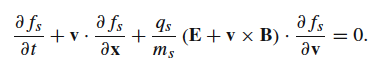 ∂f_s/∂t + **v** · ∂f_s/∂**x** + q_s/m_s (**E** + **v** × **B**) · ∂f_s/∂**v** = 0.